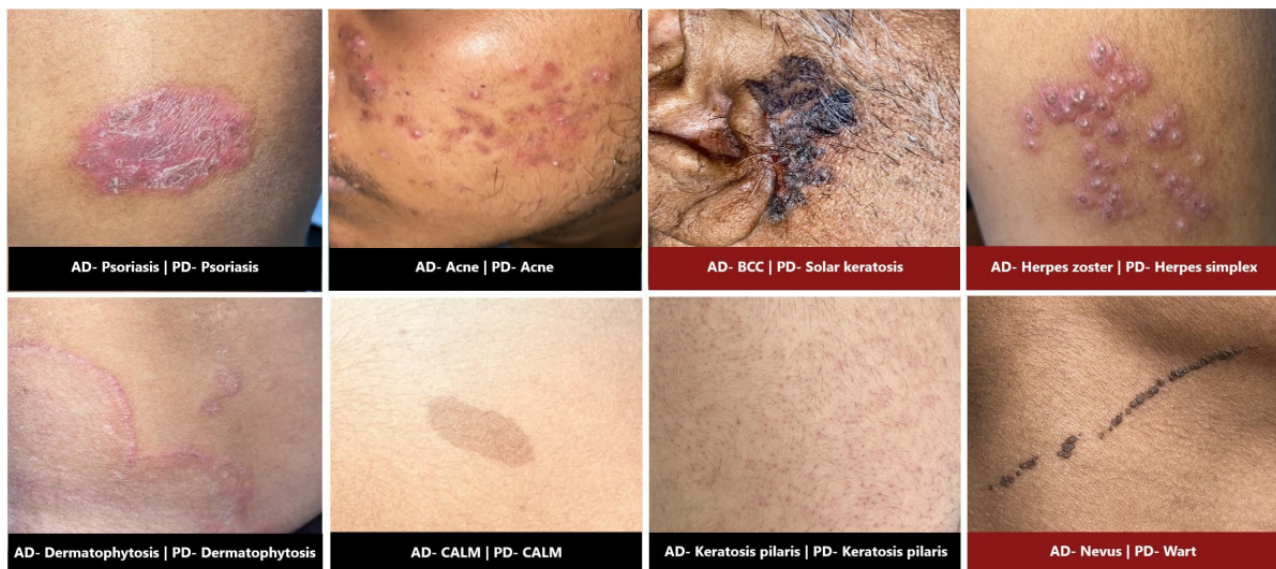 AD- Psoriasis | PD- Psoriasis
AD- Acne | PD- Acne
AD- BCC | PD- Solar keratosis
AD- Herpes zoster | PD- Herpes simplex
AD- Dermatophytosis | PD- Dermatophytosis
AD- CALM | PD- CALM
AD- Keratosis pilaris | PD- Keratosis pilaris
AD- Nevus | PD- Wart